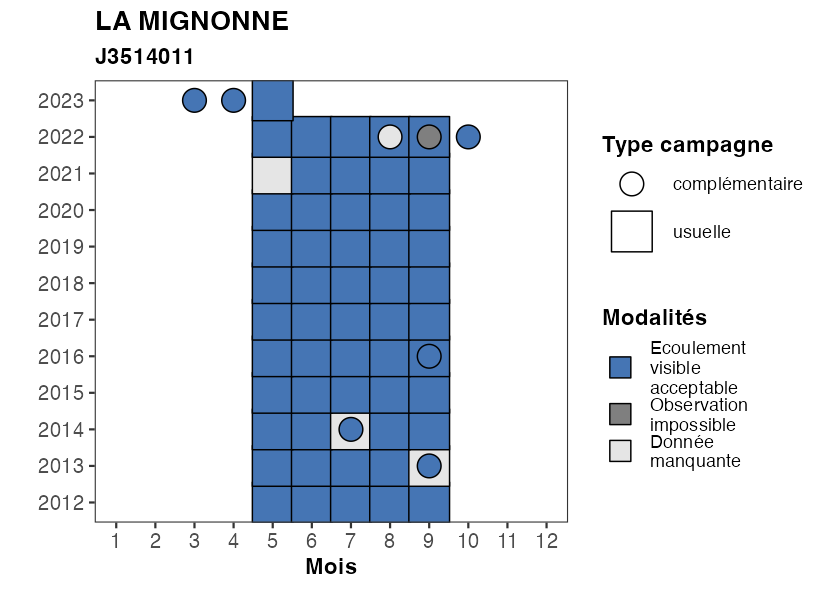 LA MIGNONNE
J3514011
2023
2022
2021
2020
2019
2018
2017
2016
2015
2014
2013
2012
1 2 3 4 5 6 7 8 9 10 11 12
Mois
Type campagne
complémentaire
usuelle
Modalités
Ecoulement
visible
acceptable
Observation
impossible
Donnée
manquante